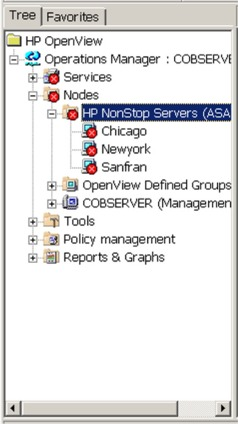 Tree Favorites
HP OpenView
Operations Manager : COBSERVE
Services
Nodes
HP NonStop Servers (ASA
Chicago
Newyork
Sanfran
OpenView Defined Groups
COBSERVER (Managemen
Tools
Policy management
Reports & Graphs